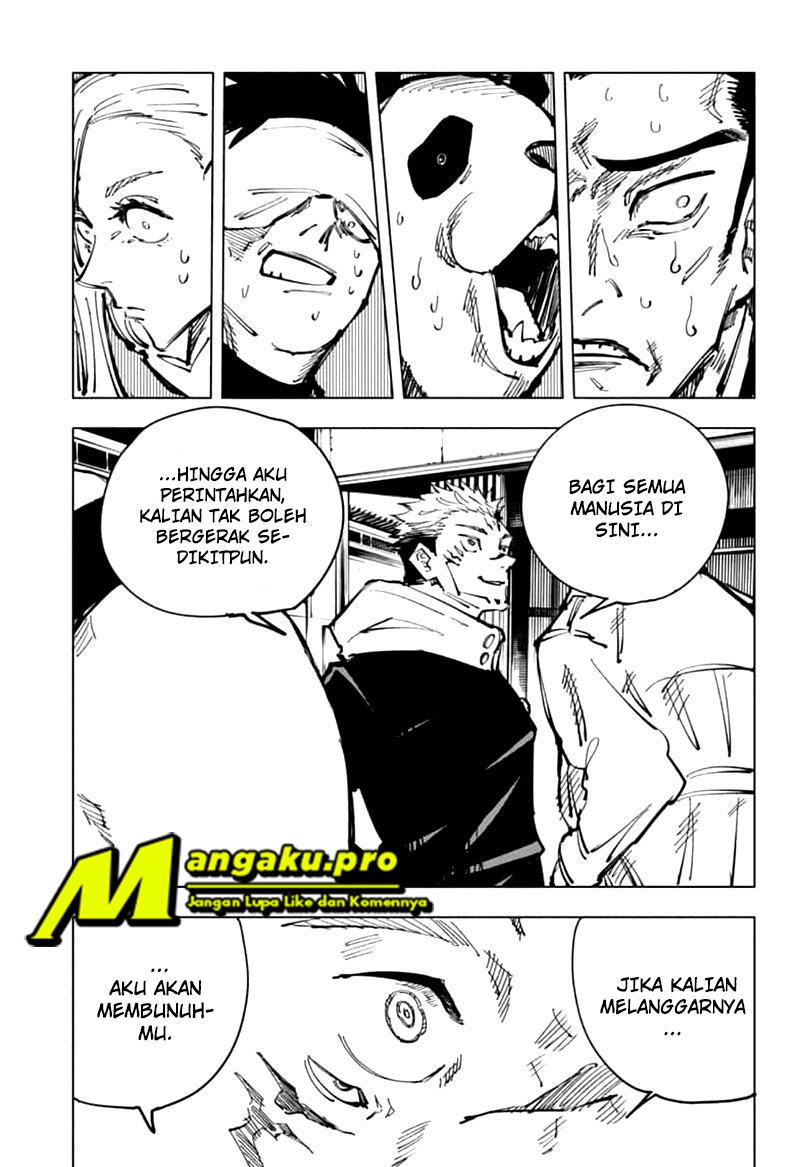 BAGI SEMUA
MANUSIA DI
SINI...
...HINGGA AKU
PERINTAHKAN,
KALIAN TAK BOLEH
BERGERAK SE-
DIKITPUN.
Mangaku.pro
Jangan Lupa Like dan Komennya
JIKA KALIAN
MELANGGARNYA
...
...
AKU AKAN
MEMBUNUH-
MU.